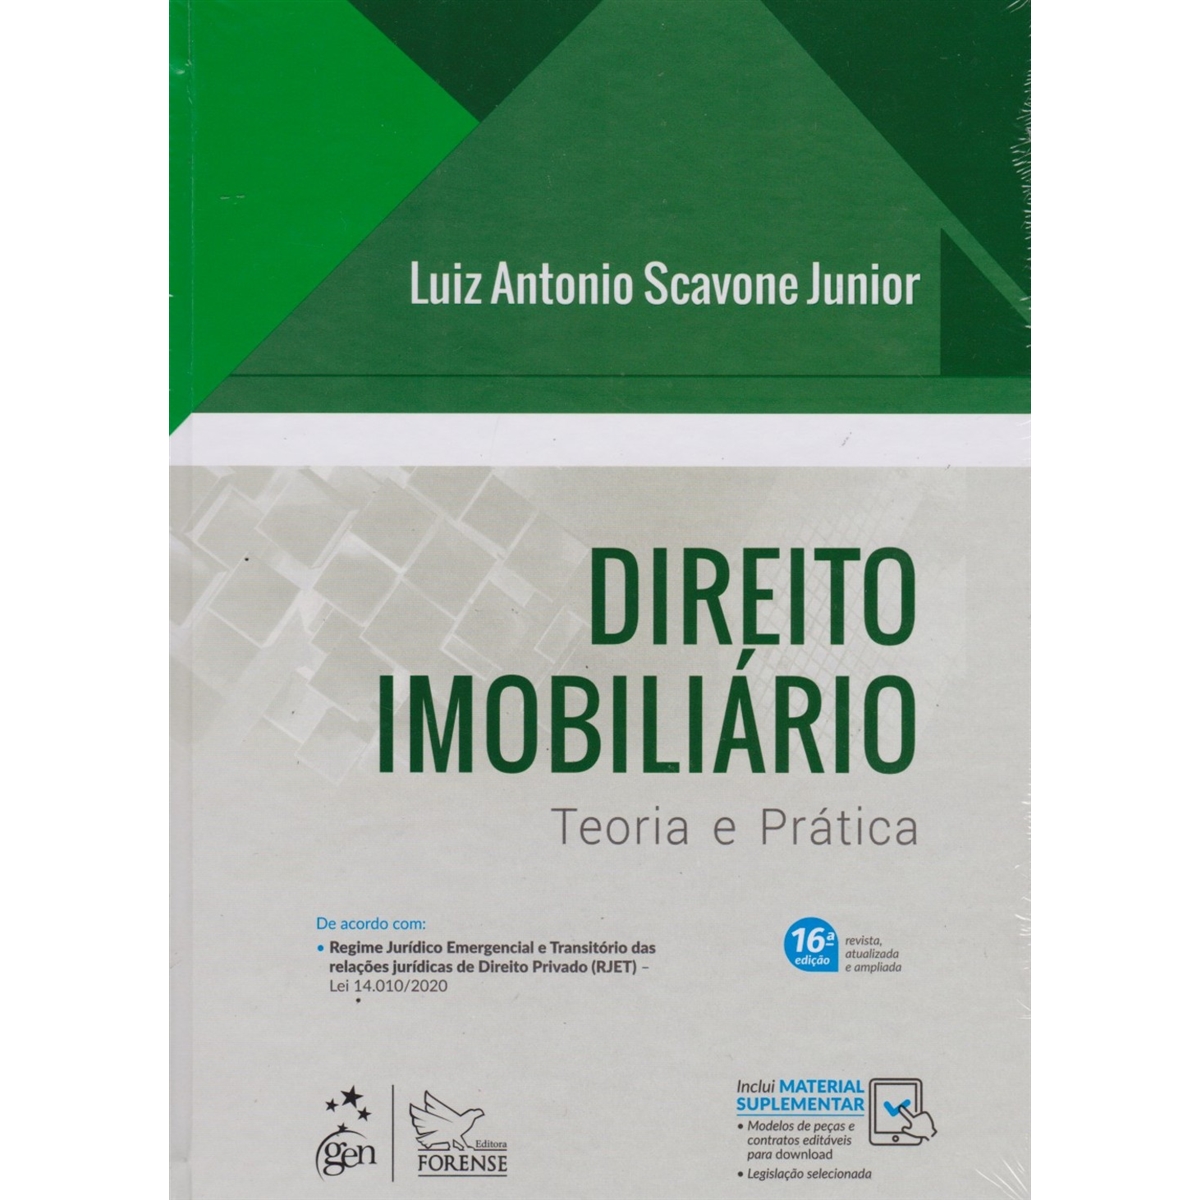 Luiz Antonio Scavone Junior
DIREITO
IMOBILIÁRIO
Teoria e Prática
De acordo com:
• Regime Jurídico Emergencial e Transitório das
relações jurídicas de Direito Privado (RJET) –
Lei 14.010/2020
16ª
edição
revista,
atualizada
e ampliada
gen
Editora
FORENSE
Inclui MATERIAL
SUPLEMENTAR
• Modelos de peças e
contratos editáveis
para download
• Legislação selecionada